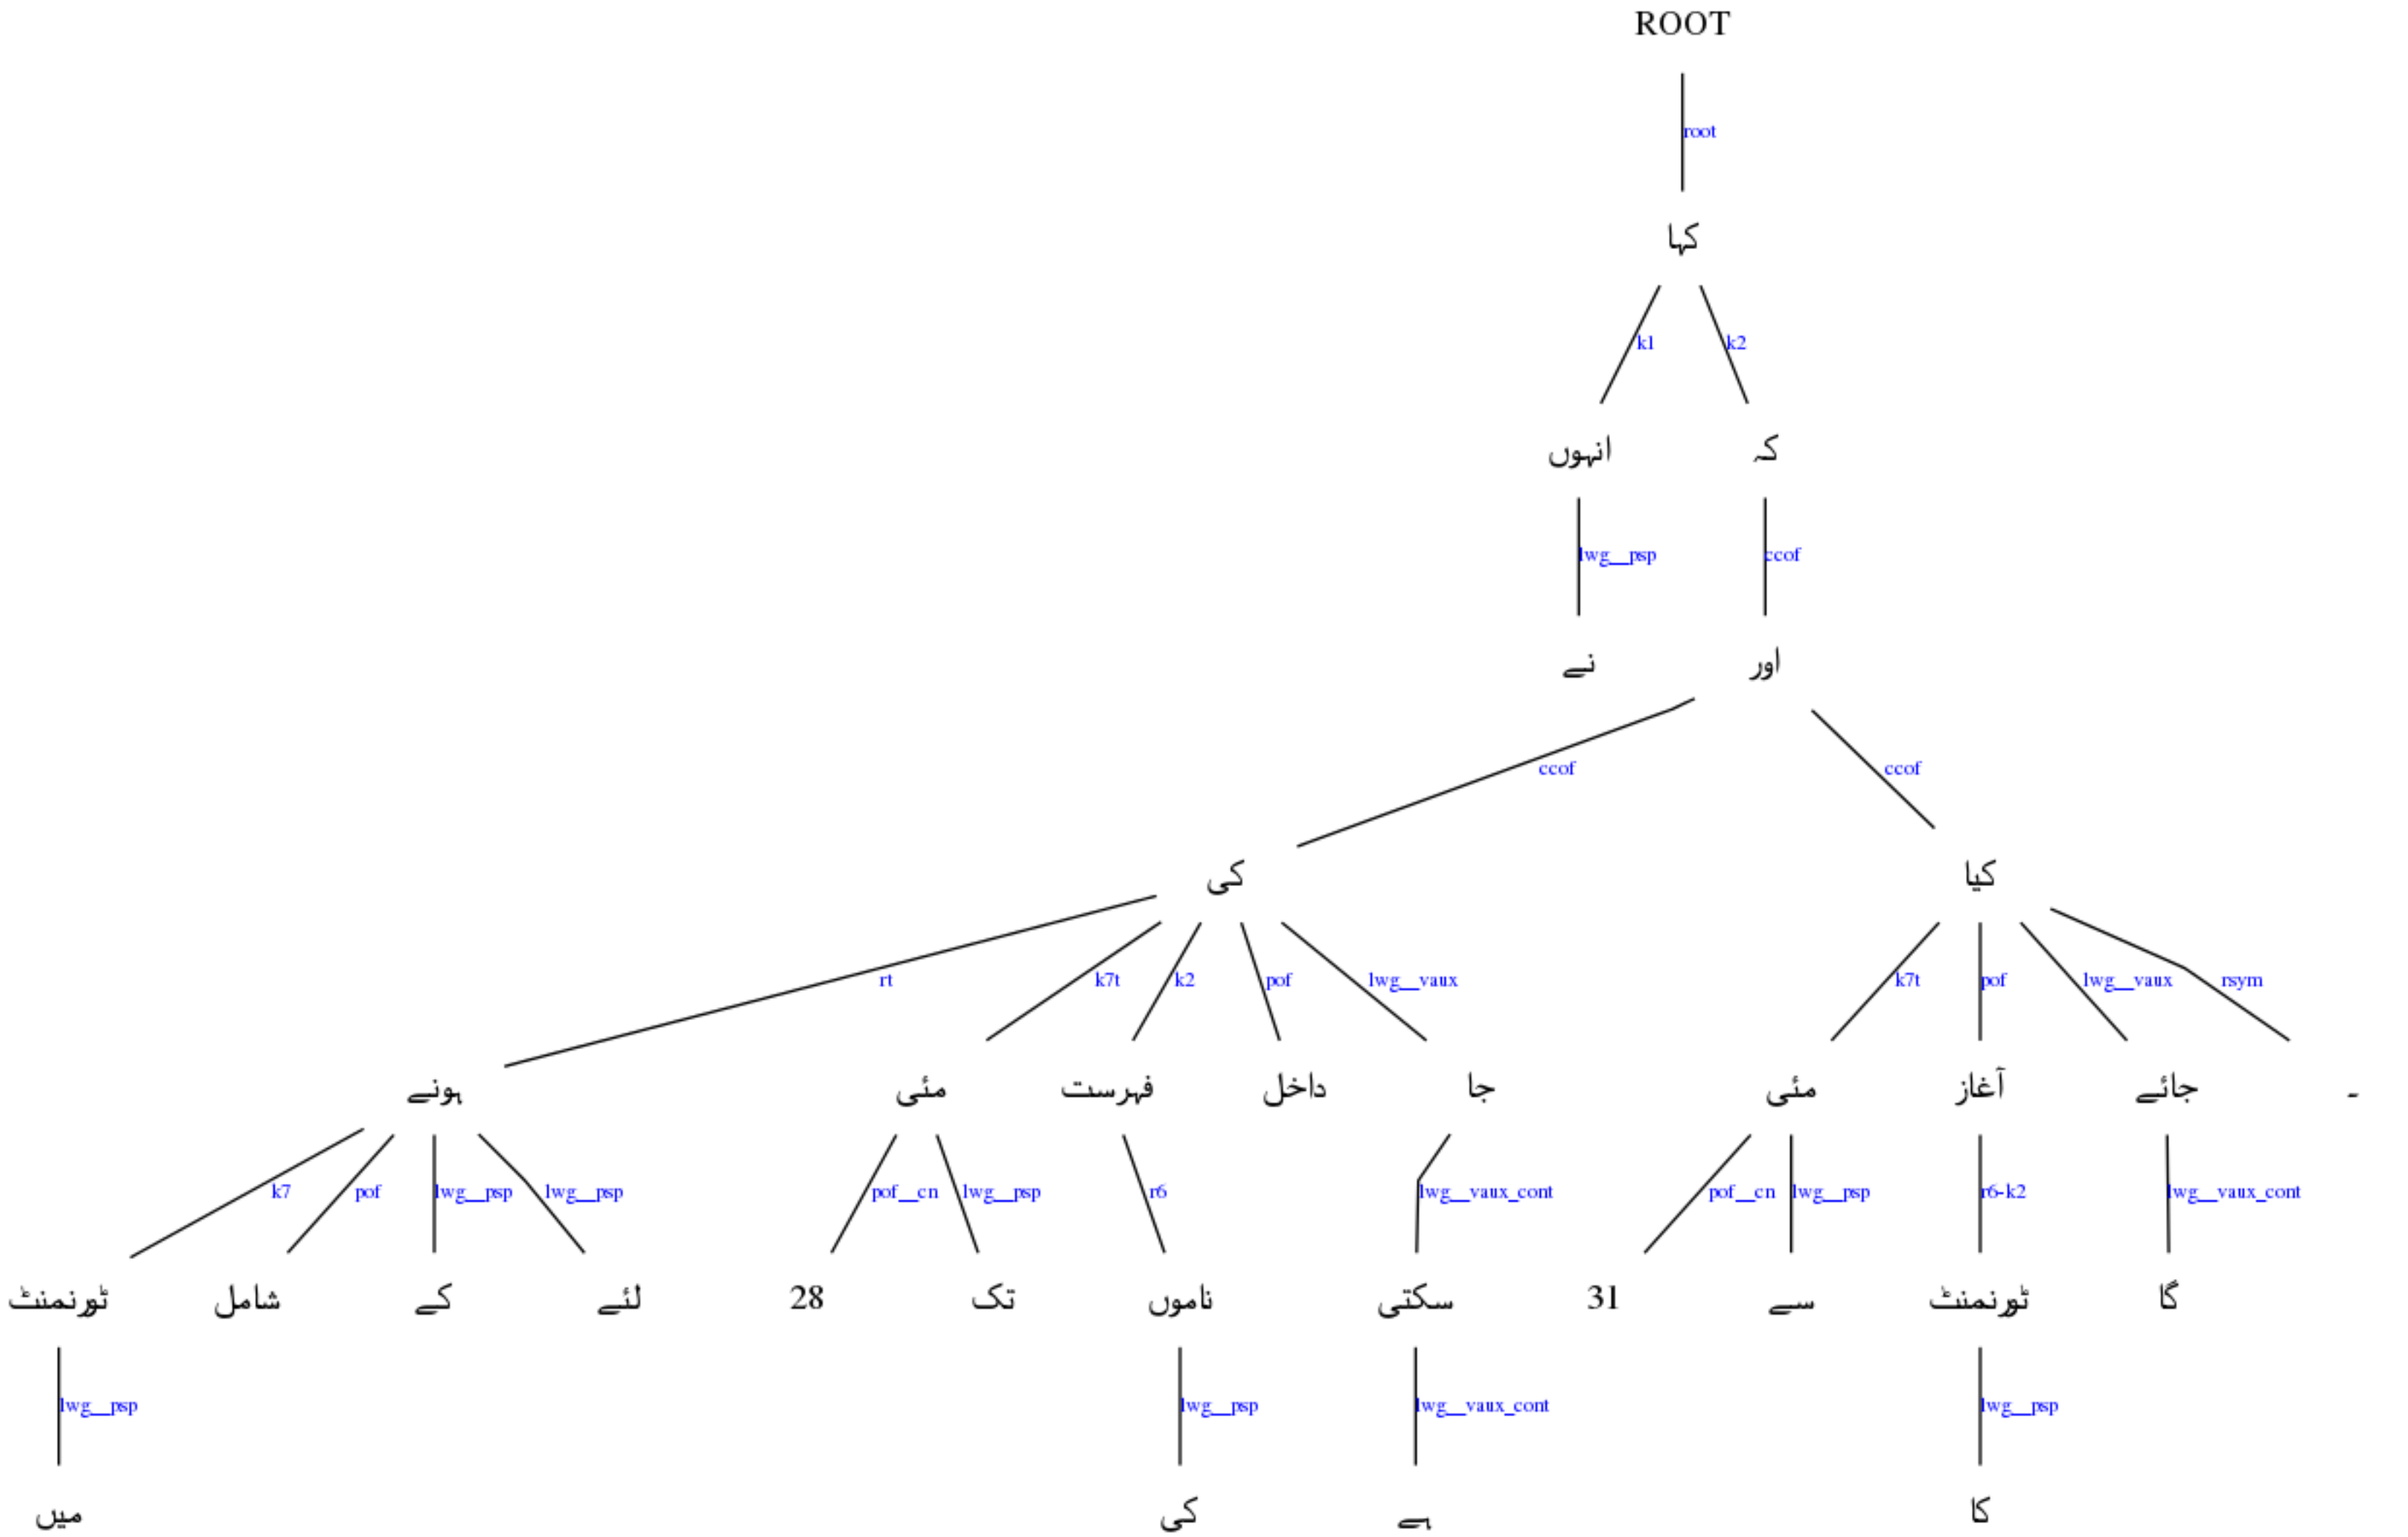 ROOT
root
کہا
k1 k2
انہوں کہ
lwg__psp ccof
نے اور
ccof ccof
کی کیا
rt k7t k2 pof lwg__vaux k7t pof lwg__vaux rsym
ہونے مئی فہرست داخل جا مئی آغاز جائے ۔
k7 pof lwg__psp lwg__psp pof__cn lwg__psp r6 lwg__vaux_cont pof__cn lwg__psp r6-k2 lwg__vaux_cont
ٹورنمنٹ شامل کے لئے 28 تک ناموں سکتی 31 سے ٹورنمنٹ گا
lwg__psp lwg__psp lwg__vaux_cont lwg__psp
میں کی ہے کا